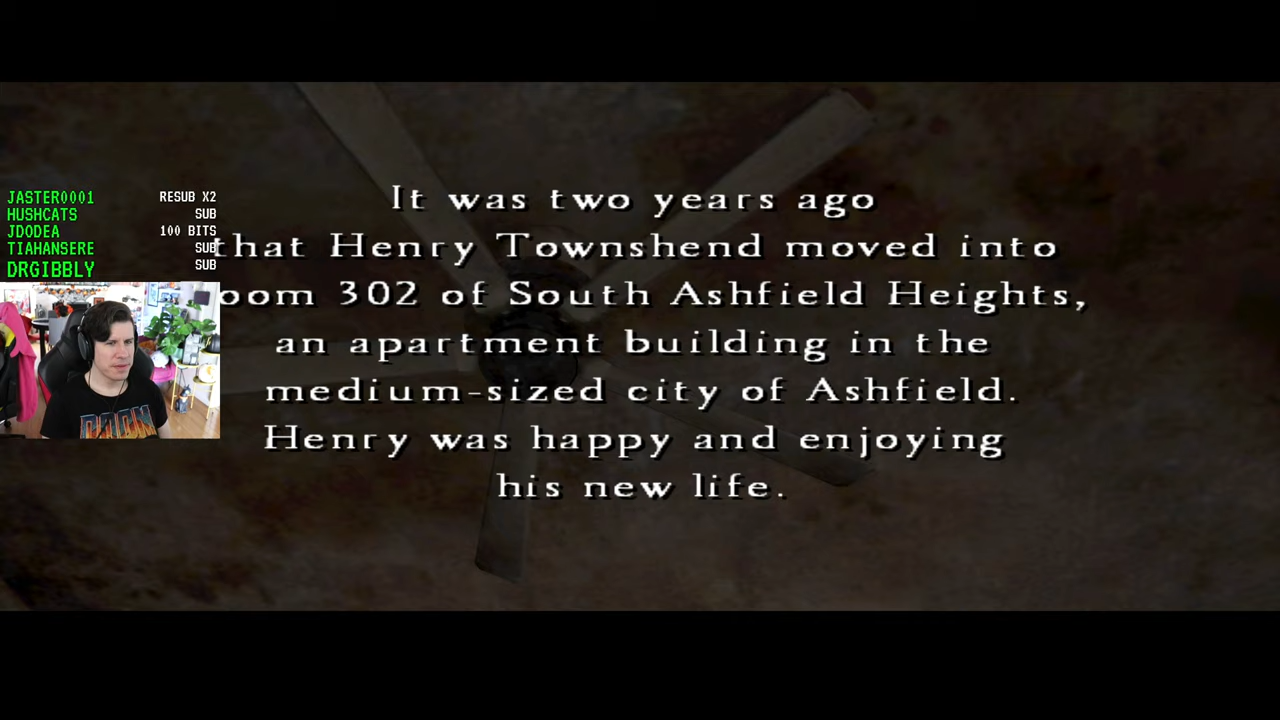 It was two years ago
that Henry Townshend moved into
oom 302 of South Ashfield Heights,
an apartment building in the
medium-sized city of Ashfield.
Henry was happy and enjoying
his new life.
JASTER0001 RESUB X2
HUSHCATS SUB
JDODEA 100 BITS
TIAHANSERE SUB
DRGIBBLY SUB
DOOM